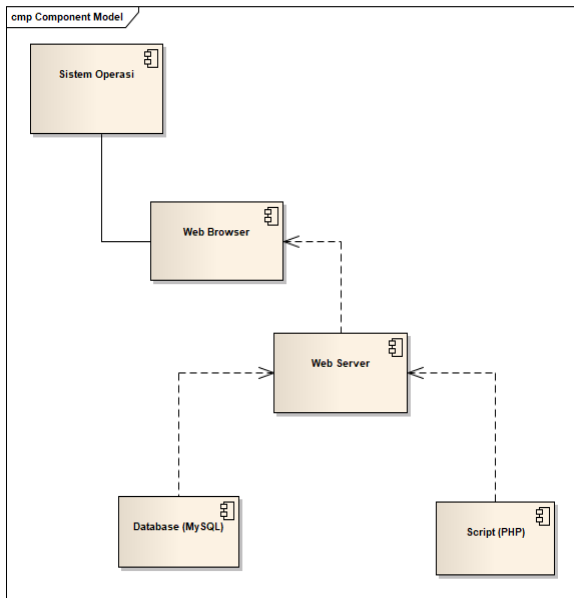 cmp Component Model
Sistem Operasi
Web Browser
Web Server
Database (MySQL)
Script (PHP)